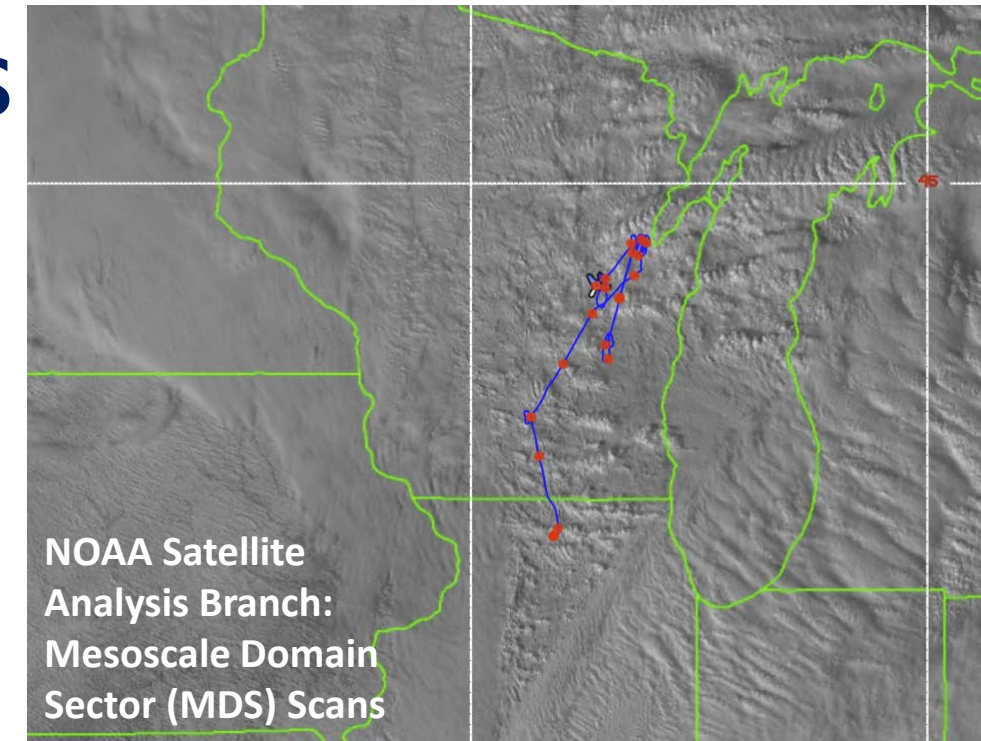 S
45
NOAA Satellite
Analysis Branch:
Mesoscale Domain
Sector (MDS) Scans